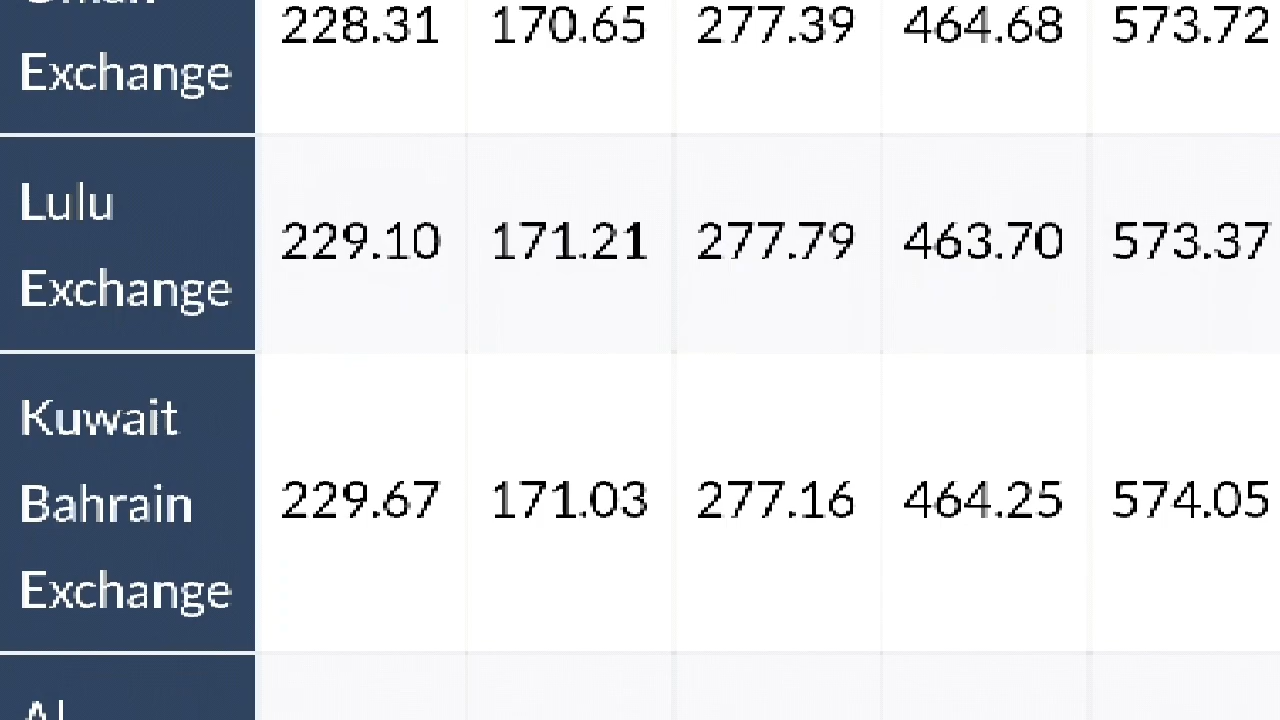 228.31 170.65 277.39 464.68 573.72
Exchange
Lulu
Exchange
229.10 171.21 277.79 463.70 573.37
Kuwait
Bahrain
Exchange
229.67 171.03 277.16 464.25 574.05